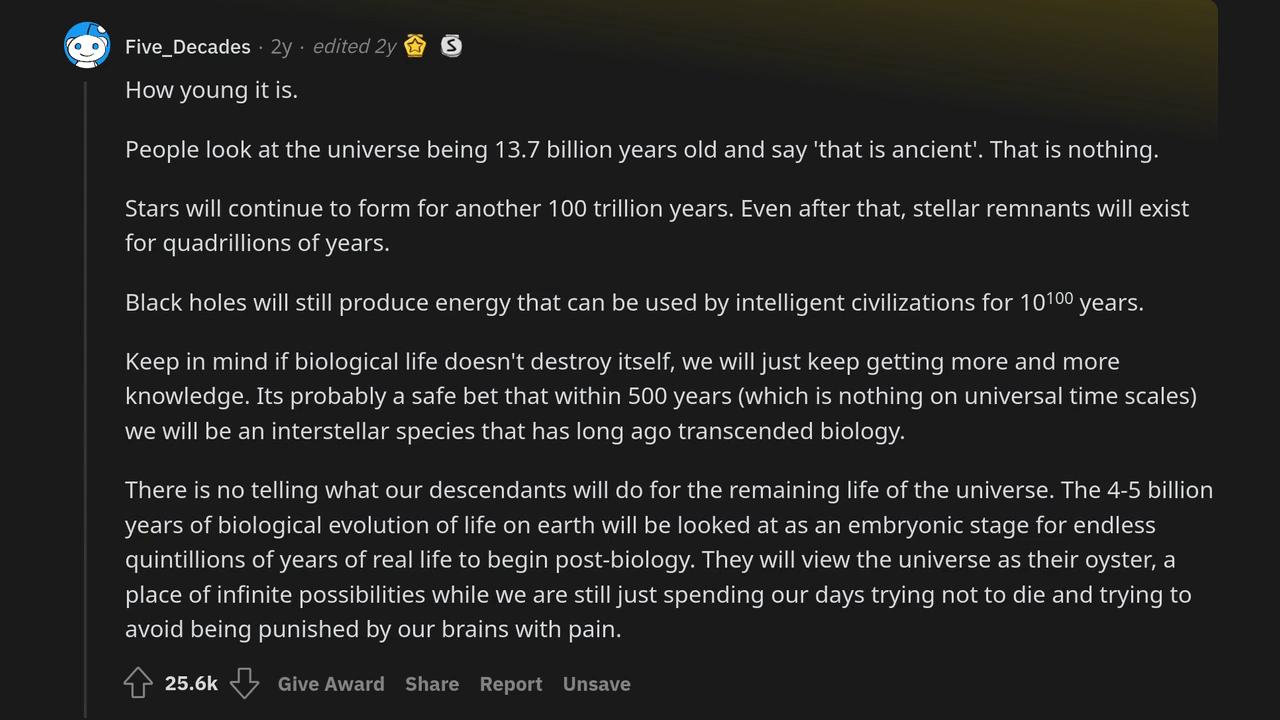 Five_Decades · 2y · edited 2y
How young it is.
People look at the universe being 13.7 billion years old and say 'that is ancient'. That is nothing.
Stars will continue to form for another 100 trillion years. Even after that, stellar remnants will exist
for quadrillions of years.
Black holes will still produce energy that can be used by intelligent civilizations for 10¹⁰⁰ years.
Keep in mind if biological life doesn't destroy itself, we will just keep getting more and more
knowledge. Its probably a safe bet that within 500 years (which is nothing on universal time scales)
we will be an interstellar species that has long ago transcended biology.
There is no telling what our descendants will do for the remaining life of the universe. The 4-5 billion
years of biological evolution of life on earth will be looked at as an embryonic stage for endless
quintillions of years of real life to begin post-biology. They will view the universe as their oyster, a
place of infinite possibilities while we are still just spending our days trying not to die and trying to
avoid being punished by our brains with pain.
25.6k Give Award Share Report Unsave